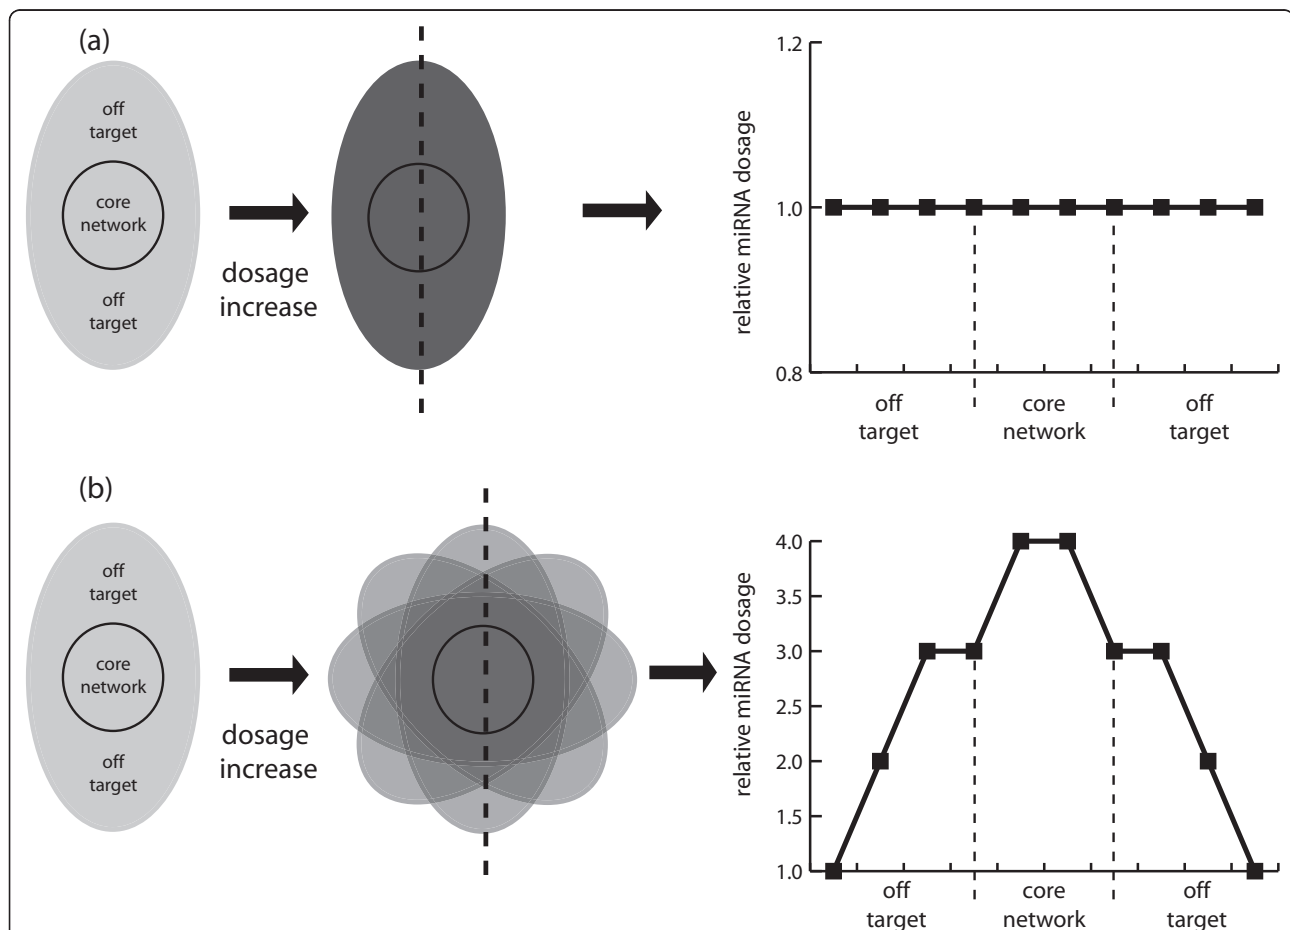 (a)
off
target
core
network
off
target
dosage
increase
relative miRNA dosage
1.2
1.0
0.8
off
target
core
network
off
target
(b)
off
target
core
network
off
target
dosage
increase
relative miRNA dosage
4.0
3.5
3.0
2.5
2.0
1.5
1.0
off
target
core
network
off
target